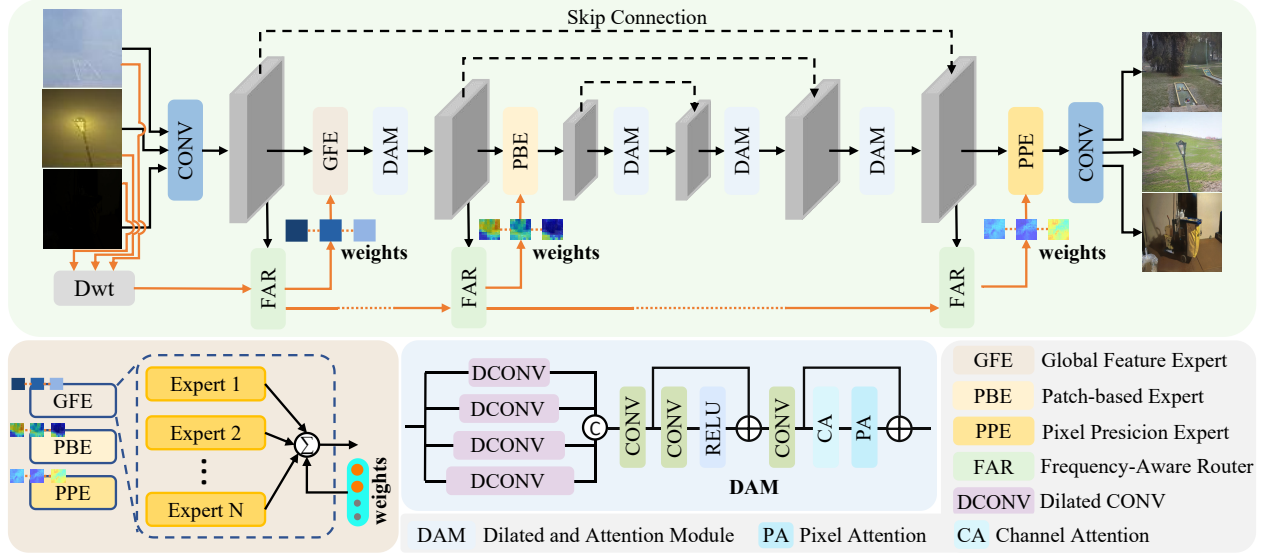 Skip Connection
CONV
GFE
DAM
PBE
DAM
DAM
DAM
PPE
CONV
weights
weights
weights
Dwt
FAR
FAR
FAR
GFE
PBE
PPE
Expert 1
Expert 2
Expert N
Σ
weights
DCONV
DCONV
DCONV
DCONV
C
CONV
CONV
RELU
CONV
CA
PA
DAM
GFE Global Feature Expert
PBE Patch-based Expert
PPE Pixel Presicion Expert
FAR Frequency-Aware Router
DCONV Dilated CONV
DAM Dilated and Attention Module PA Pixel Attention CA Channel Attention